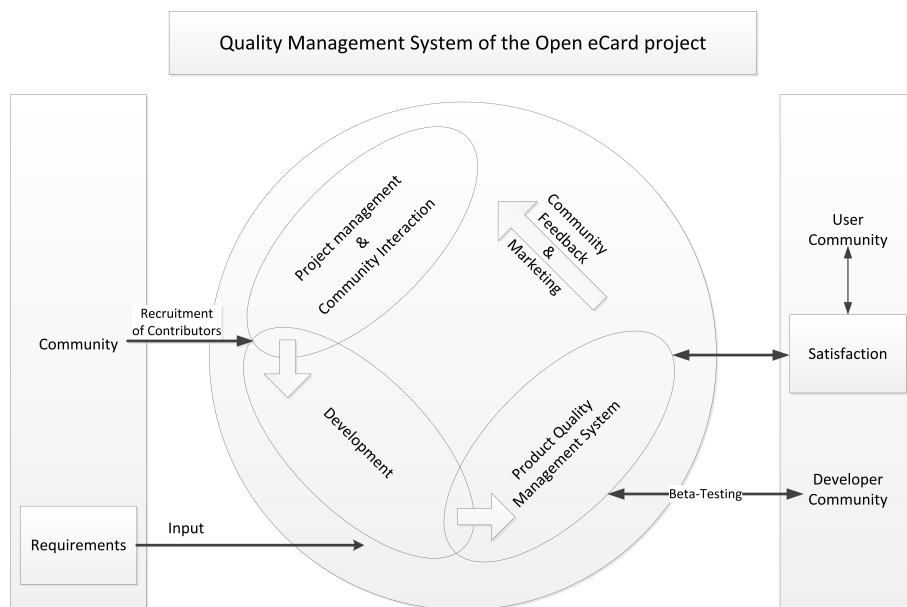 Quality Management System of the Open eCard project
Project management
&
Community Interaction
Community
Feedback
&
Marketing
User
Community
Recruitment
of Contributors
Community
Satisfaction
Development
Product Quality
Management System
Beta-Testing
Developer
Community
Requirements
Input